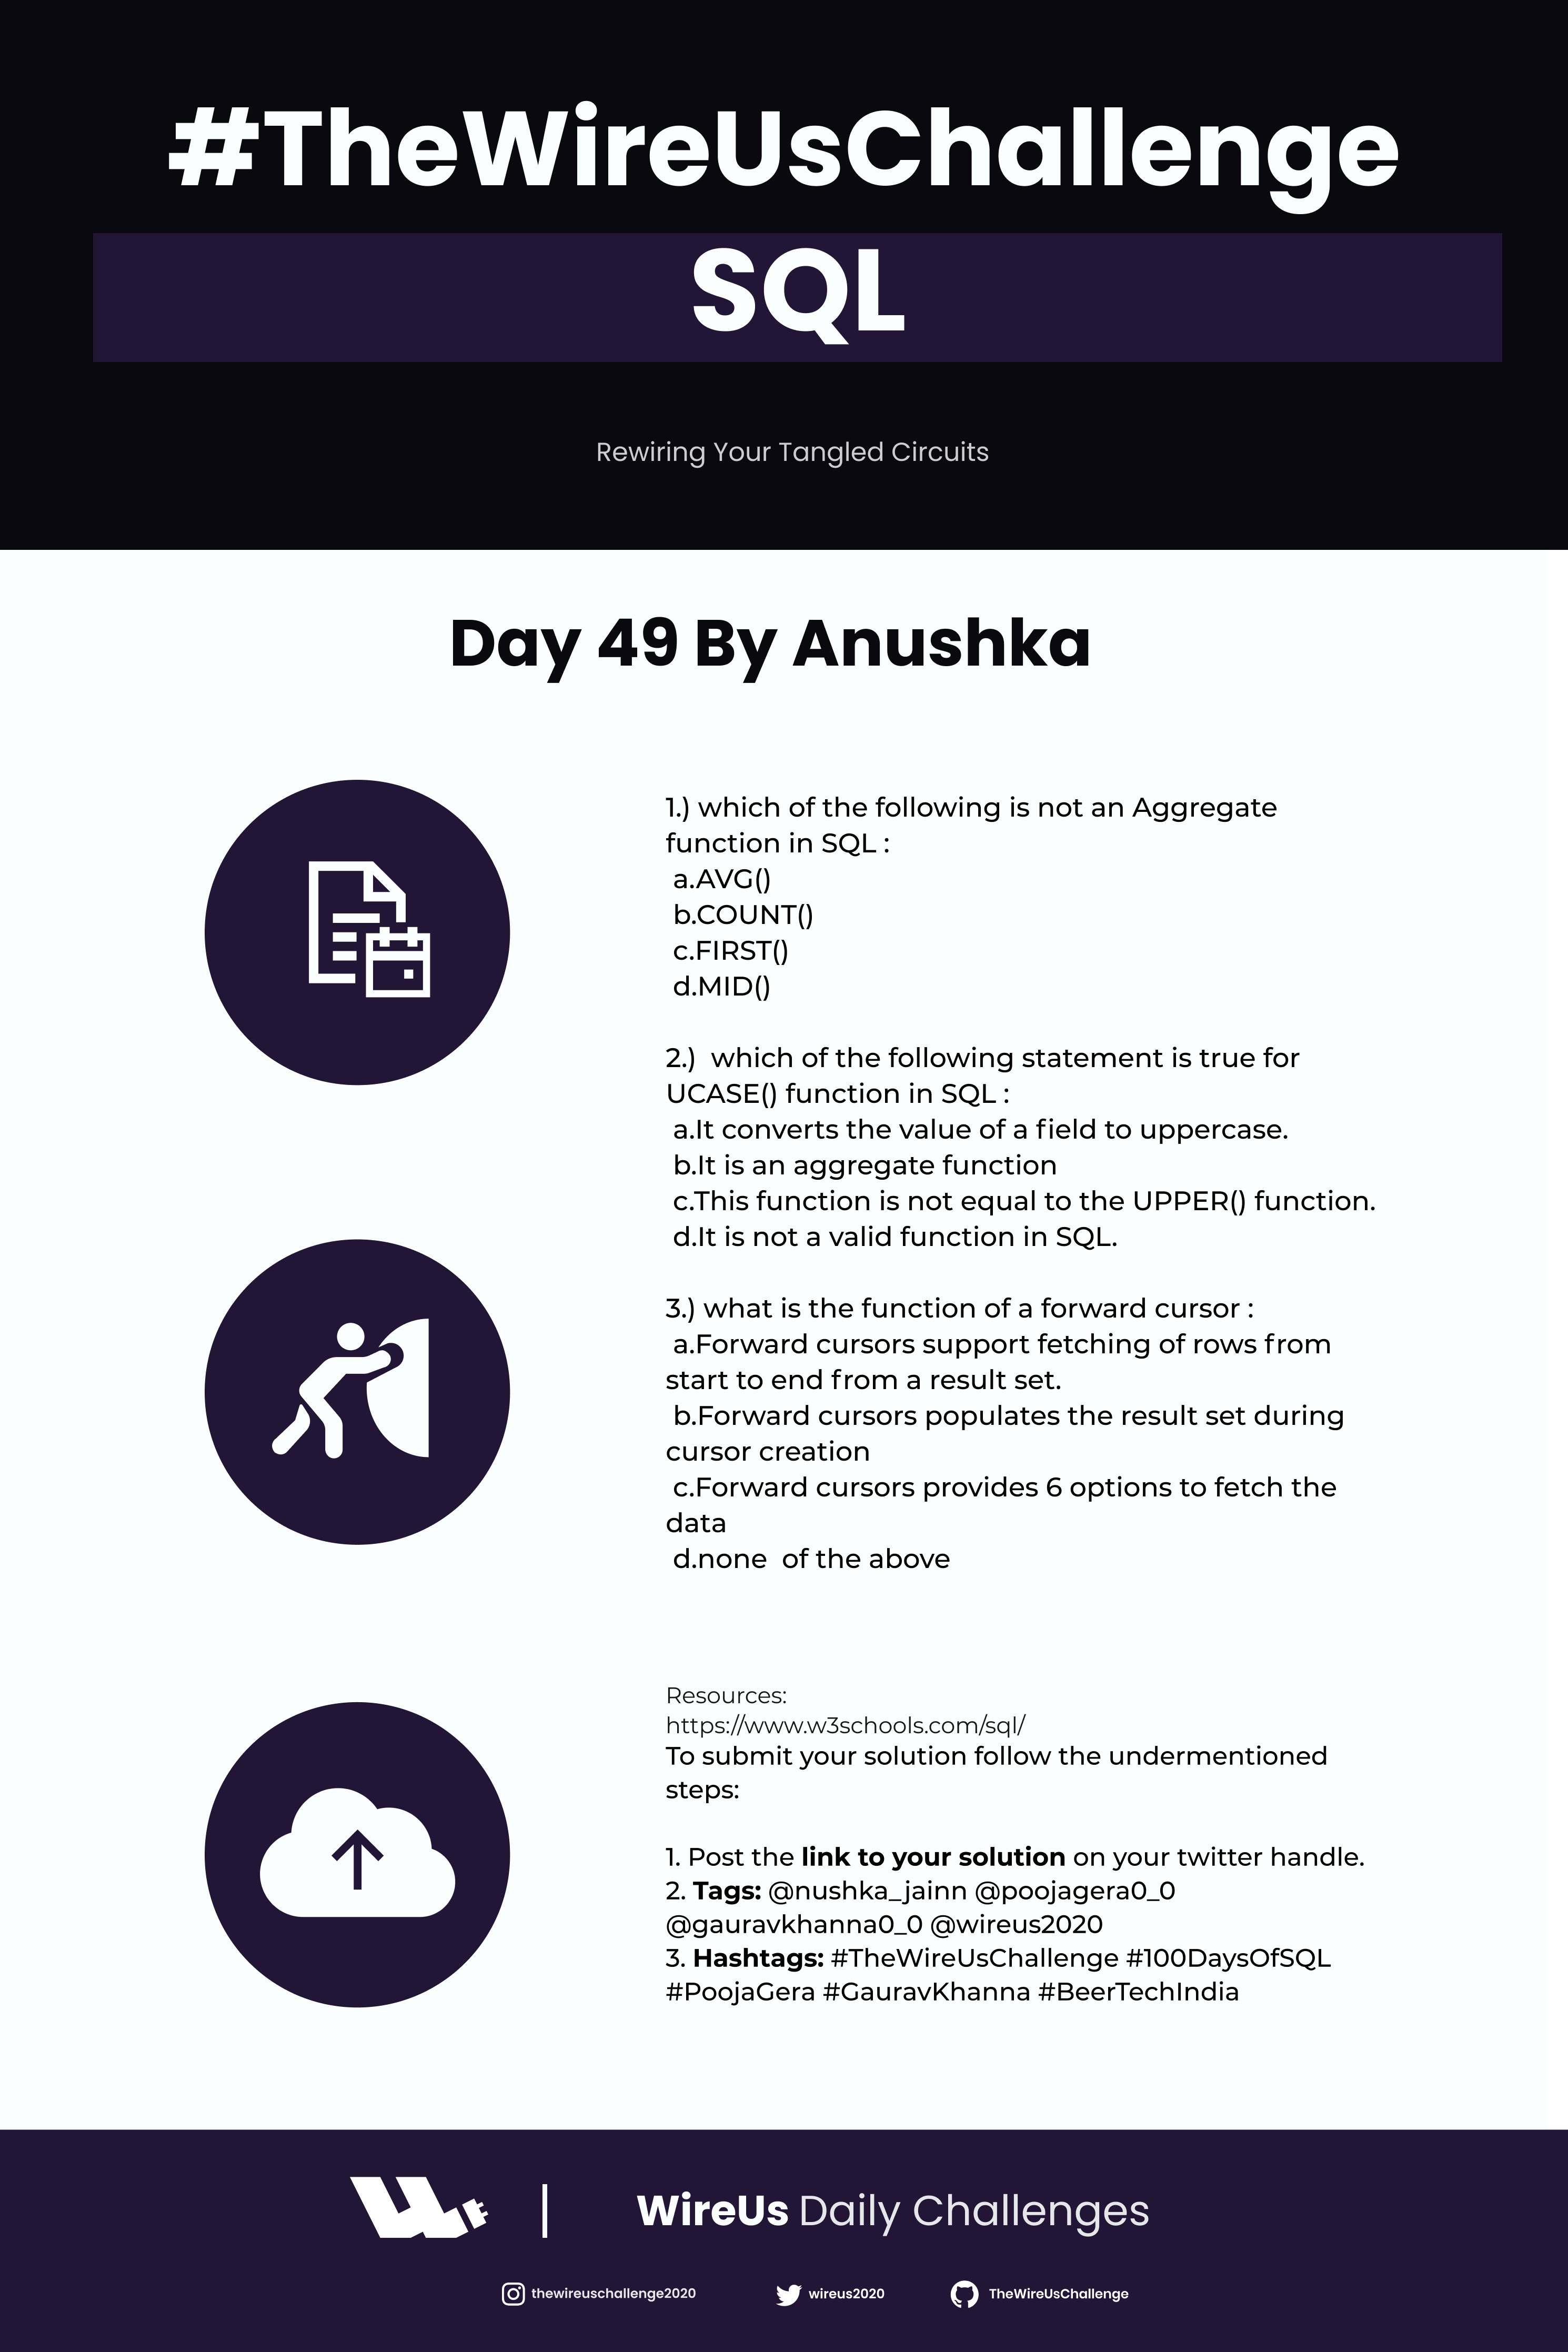 #TheWireUsChallenge
SQL
Rewiring Your Tangled Circuits
Day 49 By Anushka
1.) which of the following is not an Aggregate
function in SQL :
a.AVG()
b.COUNT()
c.FIRST()
d.MID()
2.)  which of the following statement is true for
UCASE() function in SQL :
a.It converts the value of a field to uppercase.
b.It is an aggregate function
c.This function is not equal to the UPPER() function.
d.It is not a valid function in SQL.
3.) what is the function of a forward cursor :
a.Forward cursors support fetching of rows from
start to end from a result set.
b.Forward cursors populates the result set during
cursor creation
c.Forward cursors provides 6 options to fetch the
data
d.none  of the above
Resources:
https://www.w3schools.com/sql/
To submit your solution follow the undermentioned
steps:
1. Post the link to your solution on your twitter handle.
2. Tags: @nushka_jainn @poojagera0_0
@gauravkhanna0_0 @wireus2020
3. Hashtags: #TheWireUsChallenge #100DaysOfSQL
#PoojaGera #GauravKhanna #BeerTechIndia
WireUs Daily Challenges
thewireuschallenge2020 wireus2020 TheWireUsChallenge